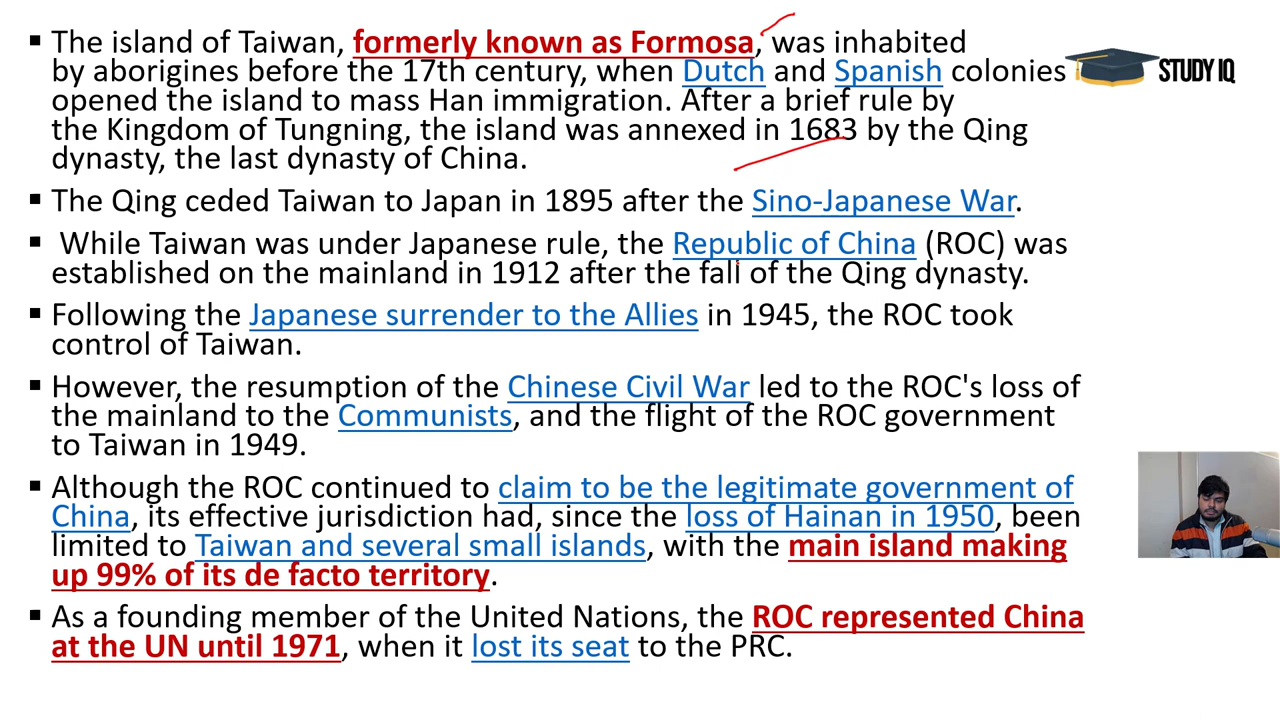 ▪ The island of Taiwan, formerly known as Formosa, was inhabited
by aborigines before the 17th century, when Dutch and Spanish colonies
opened the island to mass Han immigration. After a brief rule by
the Kingdom of Tungning, the island was annexed in 1683 by the Qing
dynasty, the last dynasty of China.
STUDY IQ
▪ The Qing ceded Taiwan to Japan in 1895 after the Sino-Japanese War.
▪ While Taiwan was under Japanese rule, the Republic of China (ROC) was
established on the mainland in 1912 after the fall of the Qing dynasty.
▪ Following the Japanese surrender to the Allies in 1945, the ROC took
control of Taiwan.
▪ However, the resumption of the Chinese Civil War led to the ROC's loss of
the mainland to the Communists, and the flight of the ROC government
to Taiwan in 1949.
▪ Although the ROC continued to claim to be the legitimate government of
China, its effective jurisdiction had, since the loss of Hainan in 1950, been
limited to Taiwan and several small islands, with the main island making
up 99% of its de facto territory.
▪ As a founding member of the United Nations, the ROC represented China
at the UN until 1971, when it lost its seat to the PRC.